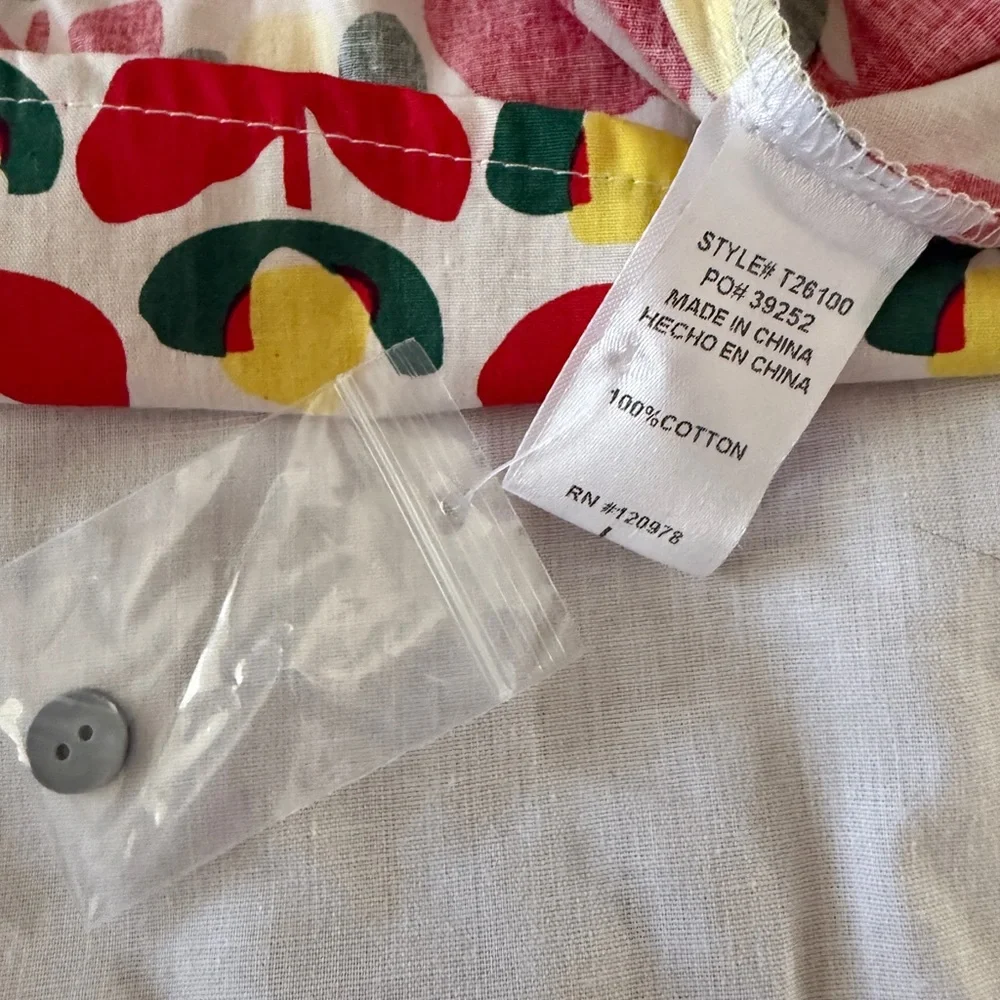 STYLE# T26100
PO# 39252
MADE IN CHINA
HECHO EN CHINA
100%COTTON
RN #120978